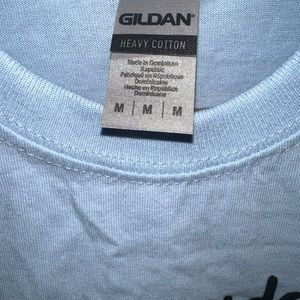 GILDAN
HEAVY COTTON
Made in Dominican
Republic
Fabriqué en République
Dominicaine
Hecho en República
Dominicana
M M M